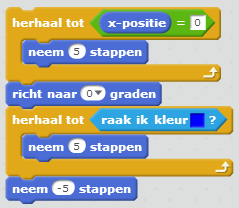 herhaal tot x-positie = 0
neem 5 stappen
richt naar 0 graden
herhaal tot raak ik kleur ?
neem 5 stappen
neem -5 stappen